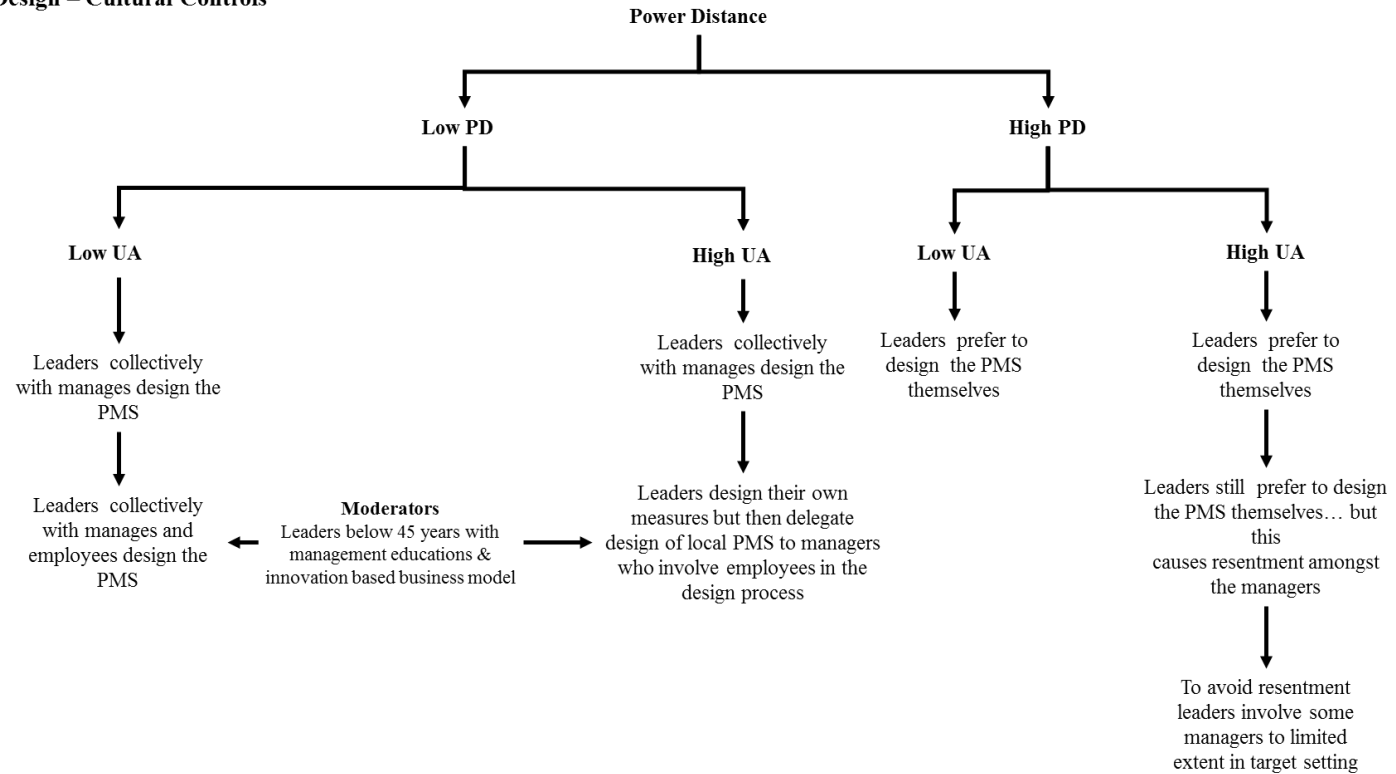 Design – Cultural Controls
Power Distance
Low PD
High PD
Low UA
High UA
Low UA
High UA
Leaders collectively
with manages design the
PMS
Leaders collectively
with manages design the
PMS
Leaders prefer to
design the PMS
themselves
Leaders prefer to
design the PMS
themselves
Leaders collectively
with manages and
employees design the
PMS
Moderators
Leaders below 45 years with
management educations &
innovation based business model
Leaders design their own
measures but then delegate
design of local PMS to managers
who involve employees in the
design process
Leaders still prefer to design
the PMS themselves… but
this
causes resentment amongst
the managers
To avoid resentment
leaders involve some
managers to limited
extent in target setting